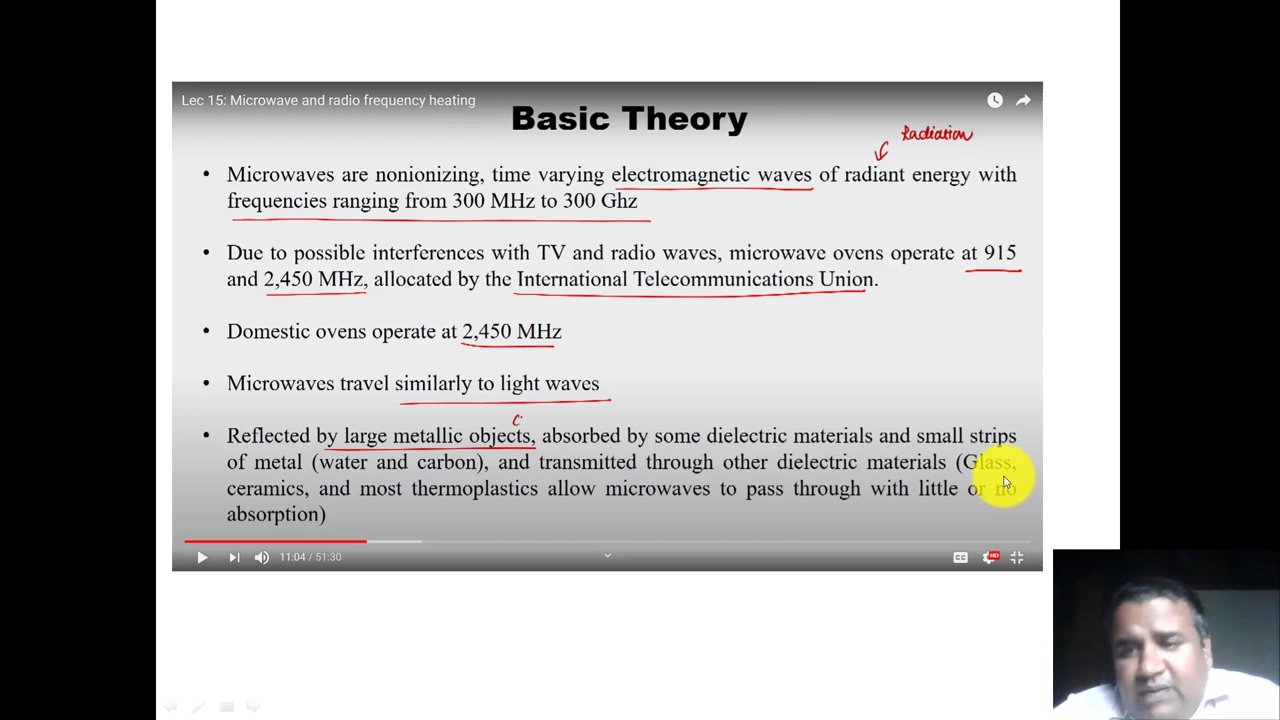 Lec 15: Microwave and radio frequency heating
Basic Theory
Radiation
• Microwaves are nonionizing, time varying electromagnetic waves of radiant energy with
frequencies ranging from 300 MHz to 300 Ghz
• Due to possible interferences with TV and radio waves, microwave ovens operate at 915
and 2,450 MHz, allocated by the International Telecommunications Union.
• Domestic ovens operate at 2,450 MHz
• Microwaves travel similarly to light waves
• Reflected by large metallic objects, absorbed by some dielectric materials and small strips
of metal (water and carbon), and transmitted through other dielectric materials (Glass,
ceramics, and most thermoplastics allow microwaves to pass through with little or no
absorption)
11:04 / 51:30
CC
HD